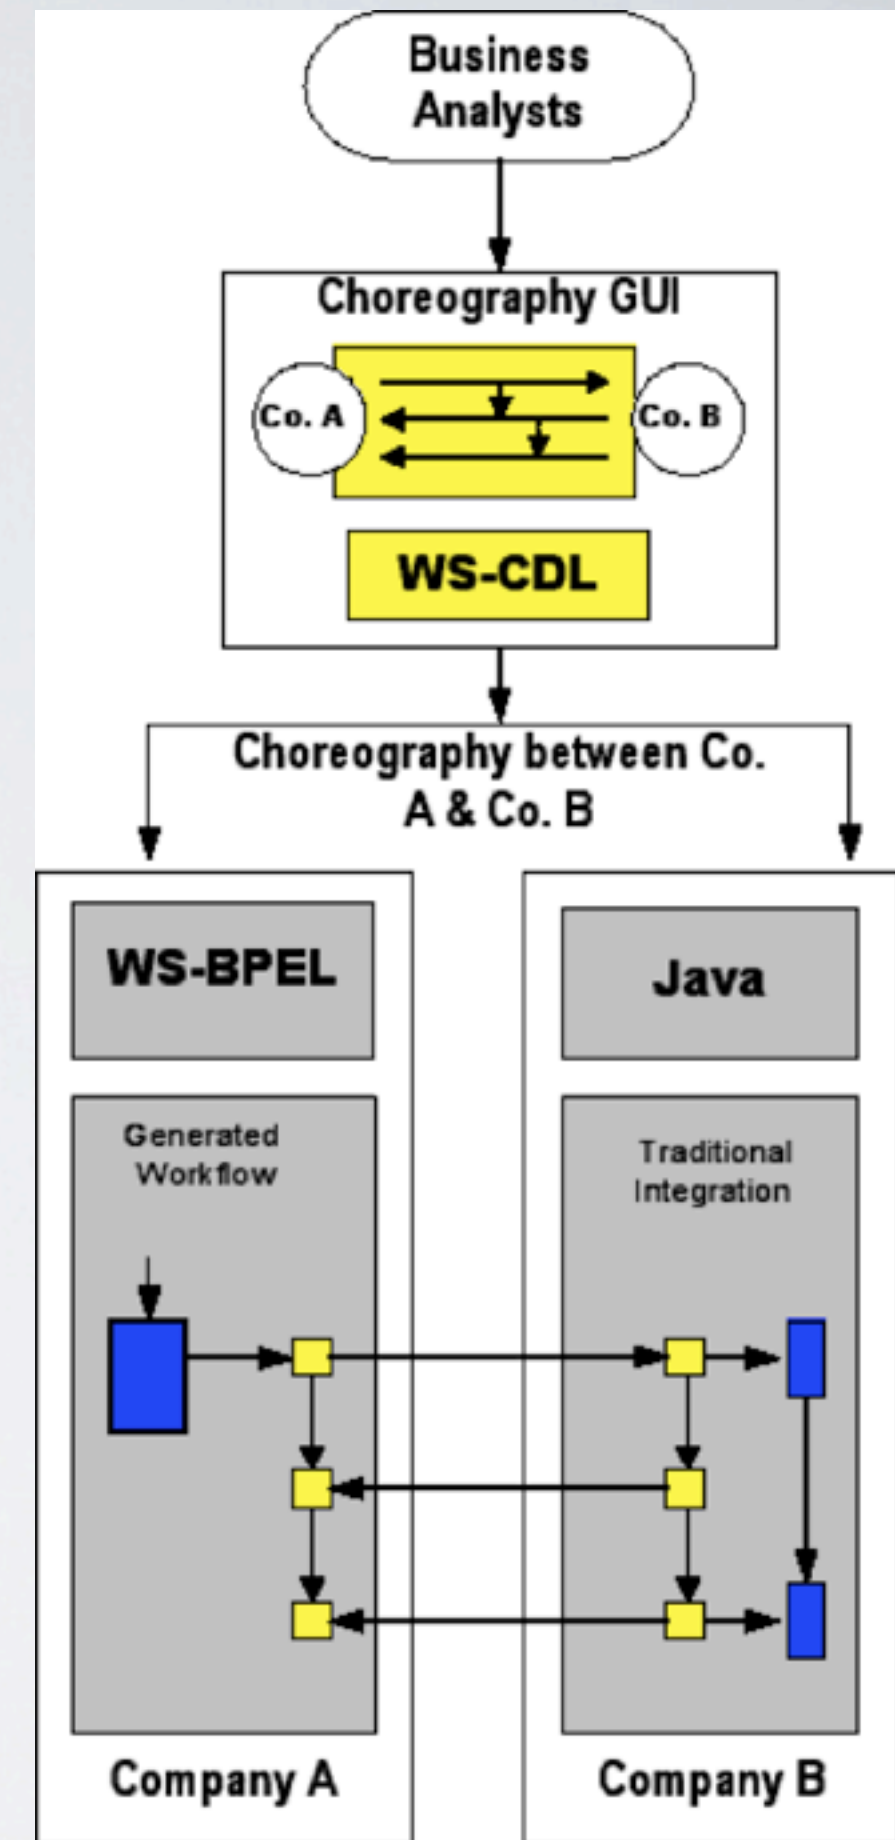 Business
Analysts
Choreography GUI
Co. A
Co. B
WS-CDL
Choreography between Co.
A & Co. B
WS-BPEL
Generated
Workflow
Company A
Java
Traditional
Integration
Company B